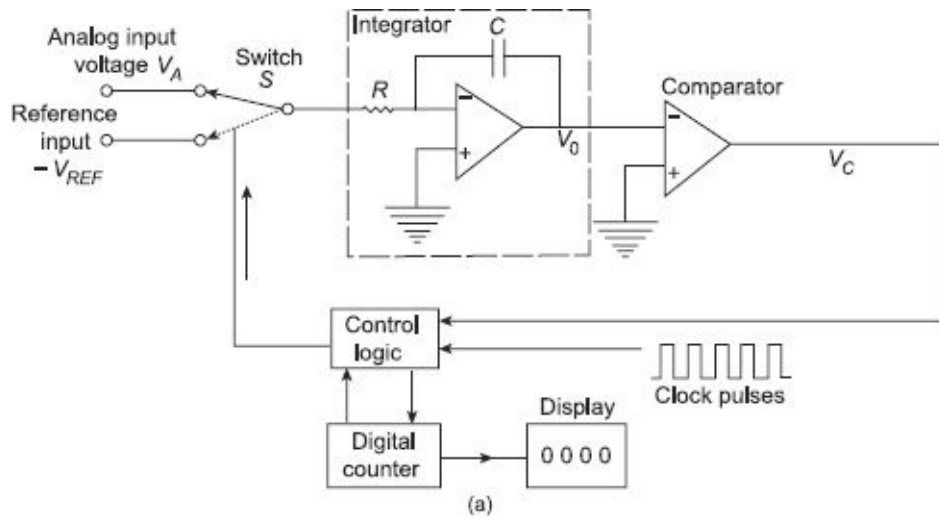 Analog input
voltage V_A
Switch
S
Reference
input
– V_REF
Integrator
C
R
–
+
V_0
Comparator
–
+
V_C
Control
logic
Clock pulses
Digital
counter
Display
0 0 0 0
(a)